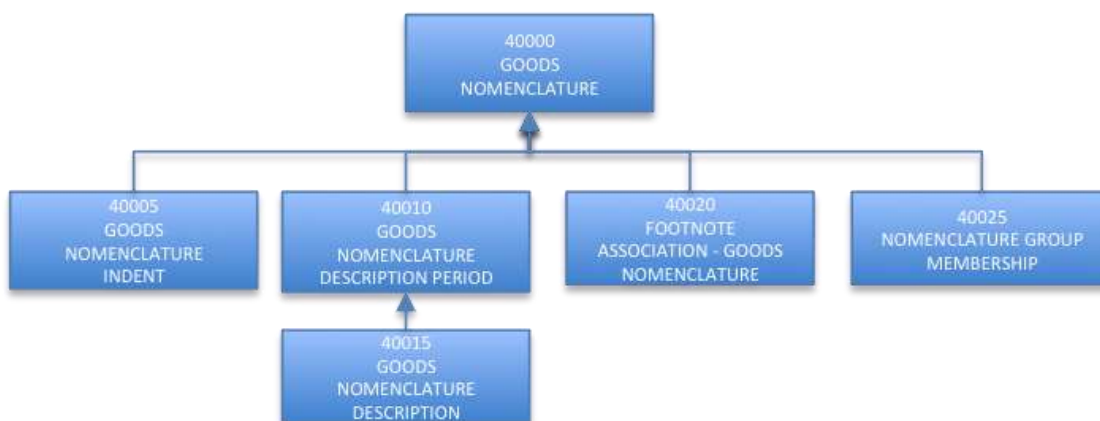 40000
GOODS
NOMENCLATURE
40005
GOODS
NOMENCLATURE
INDENT
40010
GOODS
NOMENCLATURE
DESCRIPTION PERIOD
40020
FOOTNOTE
ASSOCIATION - GOODS
NOMENCLATURE
40025
NOMENCLATURE GROUP
MEMBERSHIP
40015
GOODS
NOMENCLATURE
DESCRIPTION